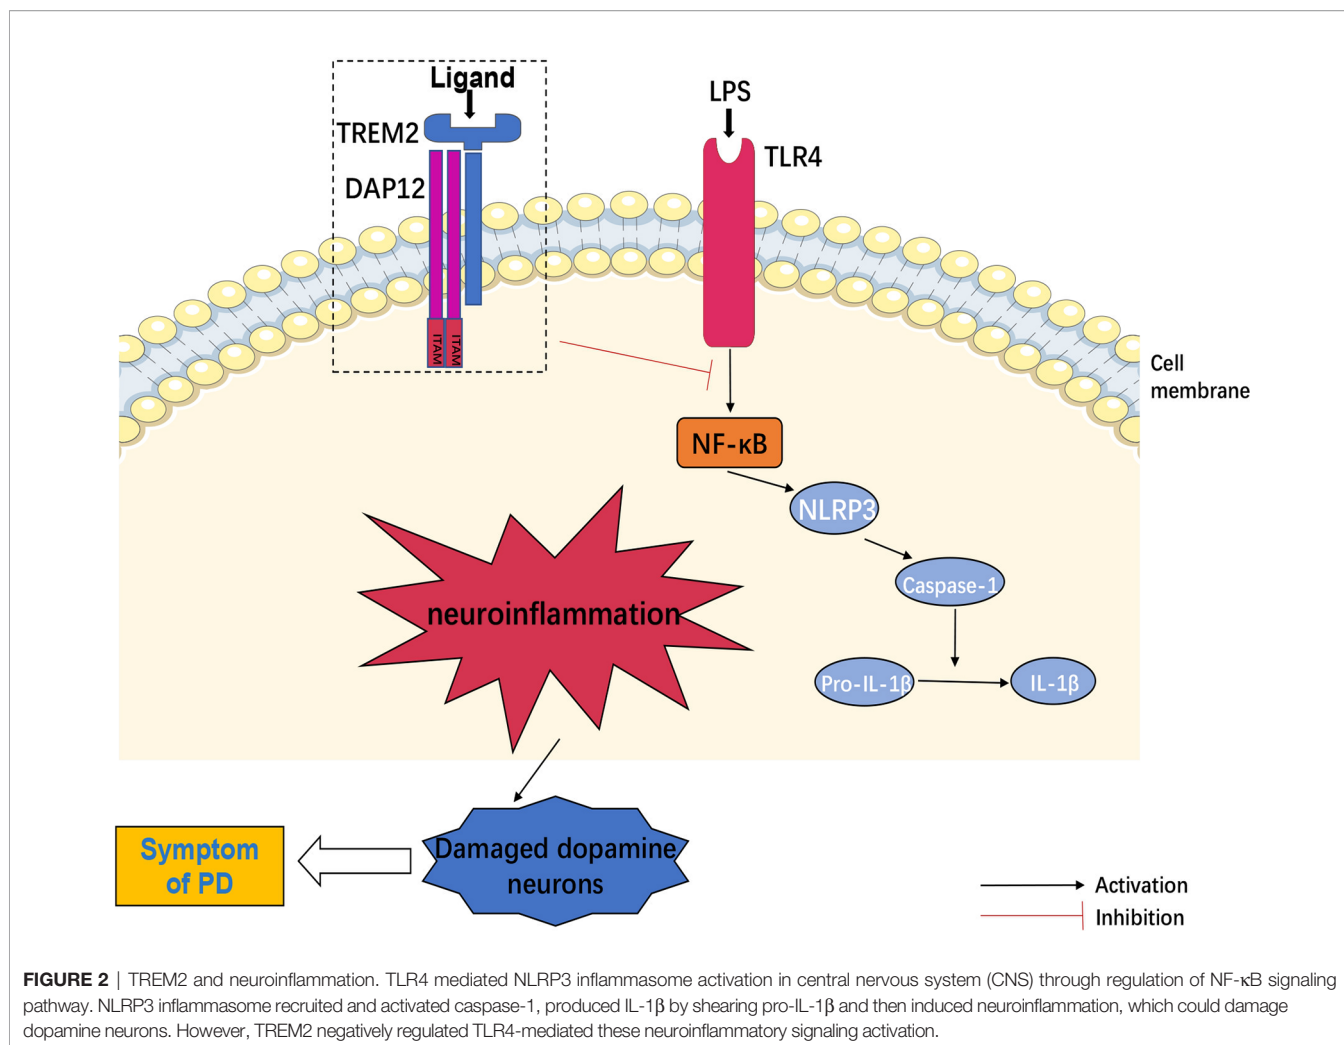 Ligand
TREM2
DAP12
ITAM
ITAM
LPS
TLR4
Cell
membrane
NF-κB
NLRP3
Caspase-1
Pro-IL-1β
IL-1β
neuroinflammation
Damaged dopamine
neurons
Symptom
of PD
Activation
Inhibition
FIGURE 2 | TREM2 and neuroinflammation. TLR4 mediated NLRP3 inflammasome activation in central nervous system (CNS) through regulation of NF-κB signaling
pathway. NLRP3 inflammasome recruited and activated caspase-1, produced IL-1β by shearing pro-IL-1β and then induced neuroinflammation, which could damage
dopamine neurons. However, TREM2 negatively regulated TLR4-mediated these neuroinflammatory signaling activation.